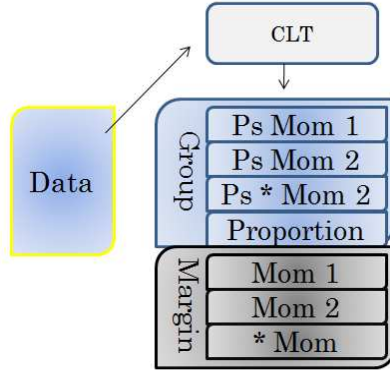 CLT
Data
Group
Ps Mom 1
Ps Mom 2
Ps * Mom 2
Proportion
Margin
Mom 1
Mom 2
* Mom